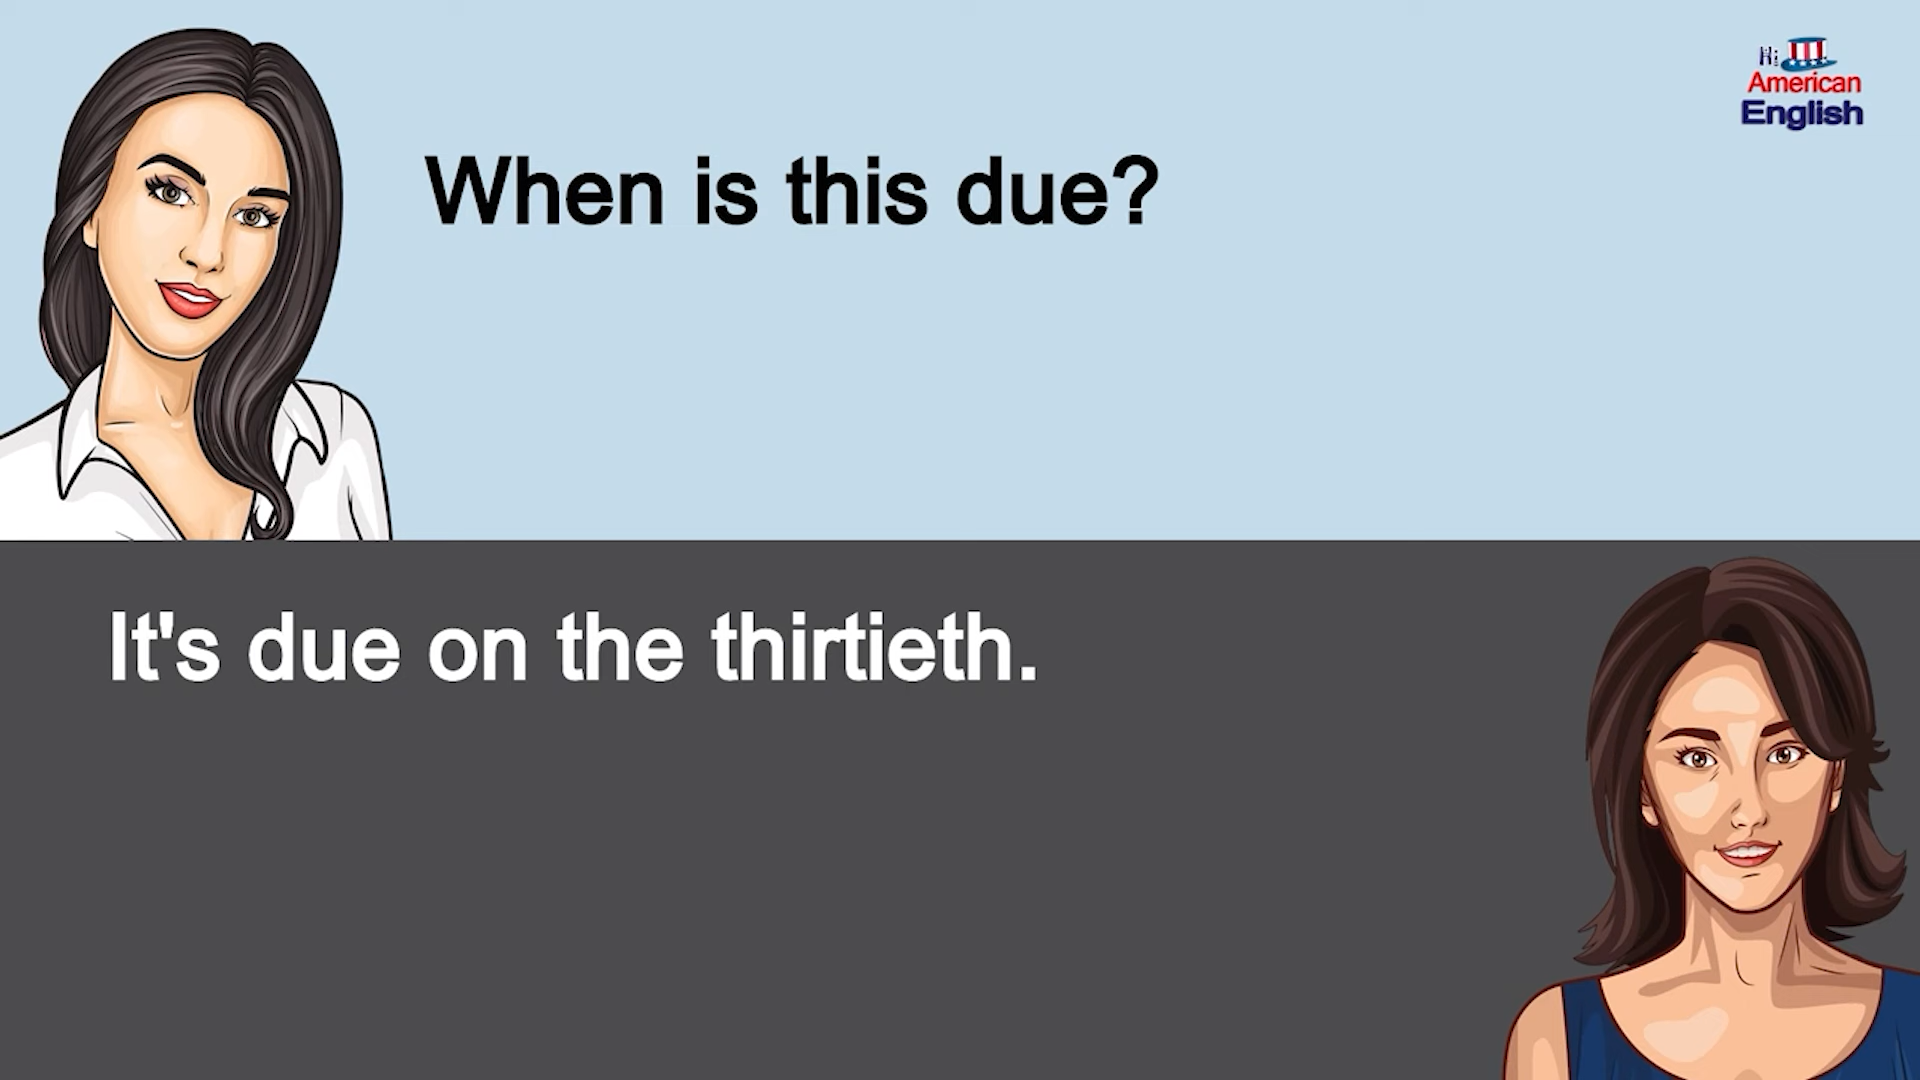 Hi
American
English
When is this due?
It's due on the thirtieth.